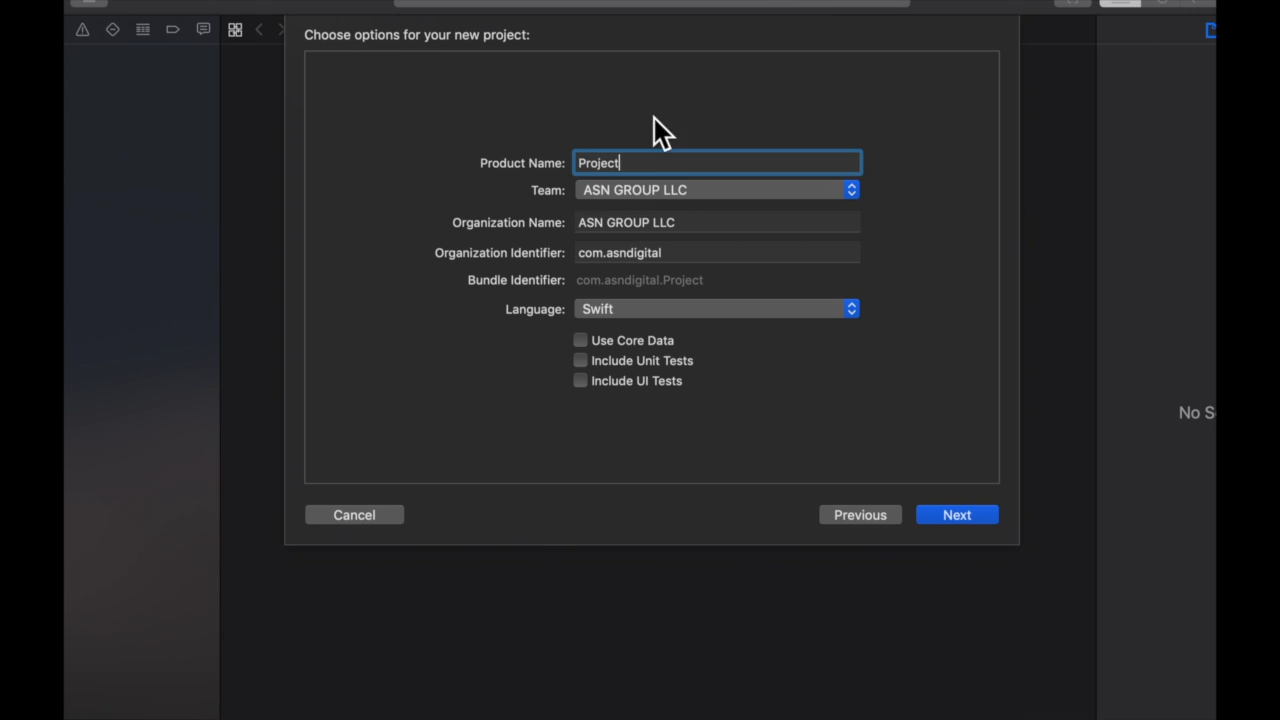 Choose options for your new project:
Product Name: Project
Team: ASN GROUP LLC
Organization Name: ASN GROUP LLC
Organization Identifier: com.asndigital
Bundle Identifier: com.asndigital.Project
Language: Swift
Use Core Data
Include Unit Tests
Include UI Tests
No S
Cancel Previous Next